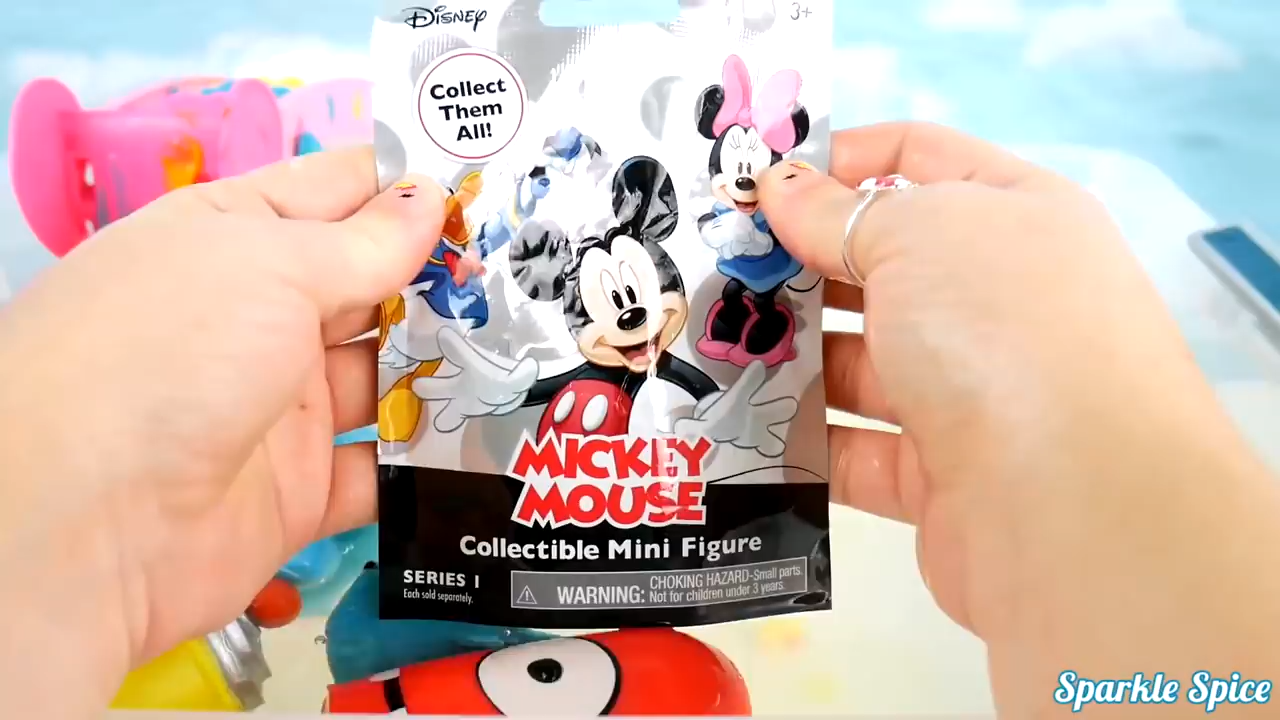 Disney
3+
Collect
Them
All!
MICKEY
MOUSE
Collectible Mini Figure
SERIES 1
Each sold separately.
WARNING:
CHOKING HAZARD-Small parts.
Not for children under 3 years.
Sparkle Spice